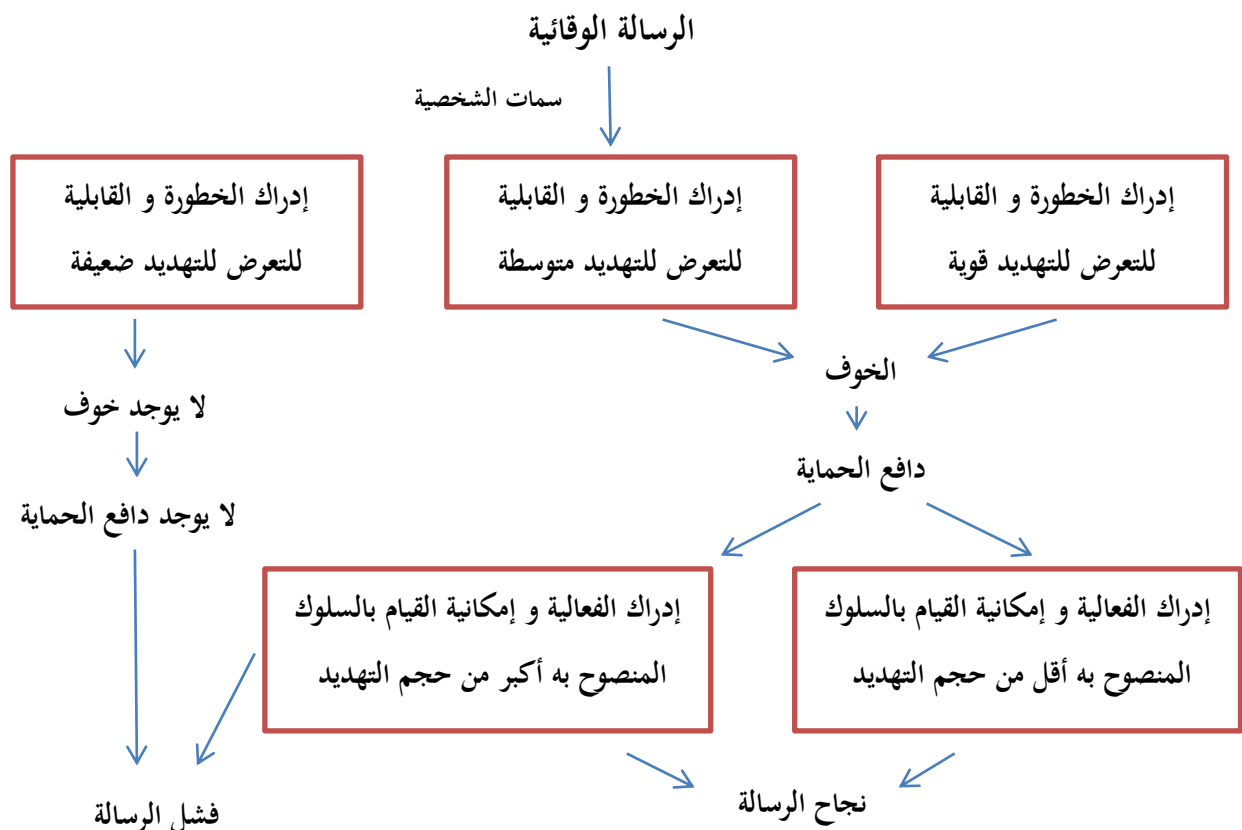 الرسالة الوقائية
سمات الشخصية
إدراك الخطورة و القابلية
للتعرض للتهديد قوية
إدراك الخطورة و القابلية
للتعرض للتهديد متوسطة
إدراك الخطورة و القابلية
للتعرض للتهديد ضعيفة
الخوف
لا يوجد خوف
دافع الحماية
لا يوجد دافع الحماية
إدراك الفعالية و إمكانية القيام بالسلوك
المنصوح به أقل من حجم التهديد
إدراك الفعالية و إمكانية القيام بالسلوك
المنصوح به أكبر من حجم التهديد
نجاح الرسالة
فشل الرسالة